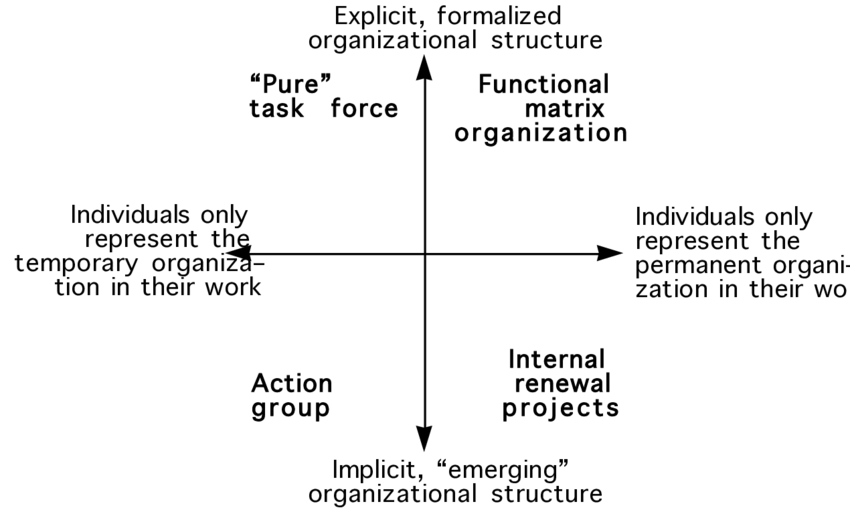 Explicit, formalized
organizational structure
“Pure”
task force
Functional
matrix
organization
Individuals only
represent the
temporary organiza–
tion in their work
Individuals only
represent the
permanent organi-
zation in their wo
Action
group
Internal
renewal
projects
Implicit, “emerging”
organizational structure